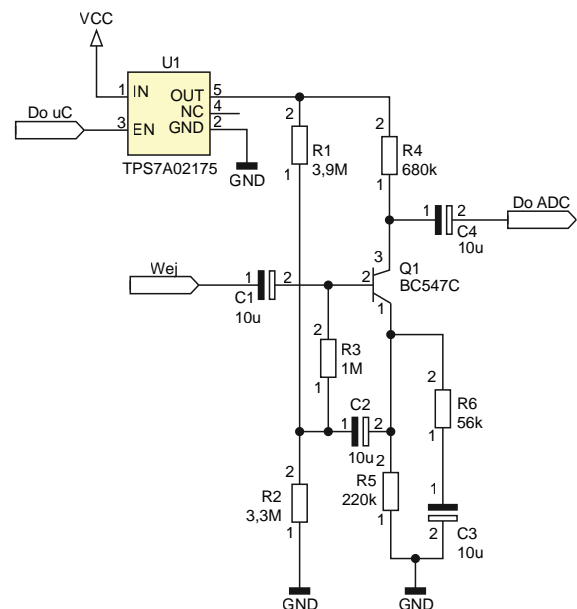 VCC
U1
1 IN OUT 5
NC 4
Do uC 3 EN GND 2
TPS7A02175
GND
2
R1
3,9M
1
2
R4
680k
1
1 2
C4
10u
Do ADC
3
Q1
BC547C
2
1
Wej
1 2
C1
10u
2
R3
1M
1
C2
1 2
10u
2
R6
56k
1
2
R2
3,3M
1
2
R5
220k
1
1
2
C3
10u
GND
GND